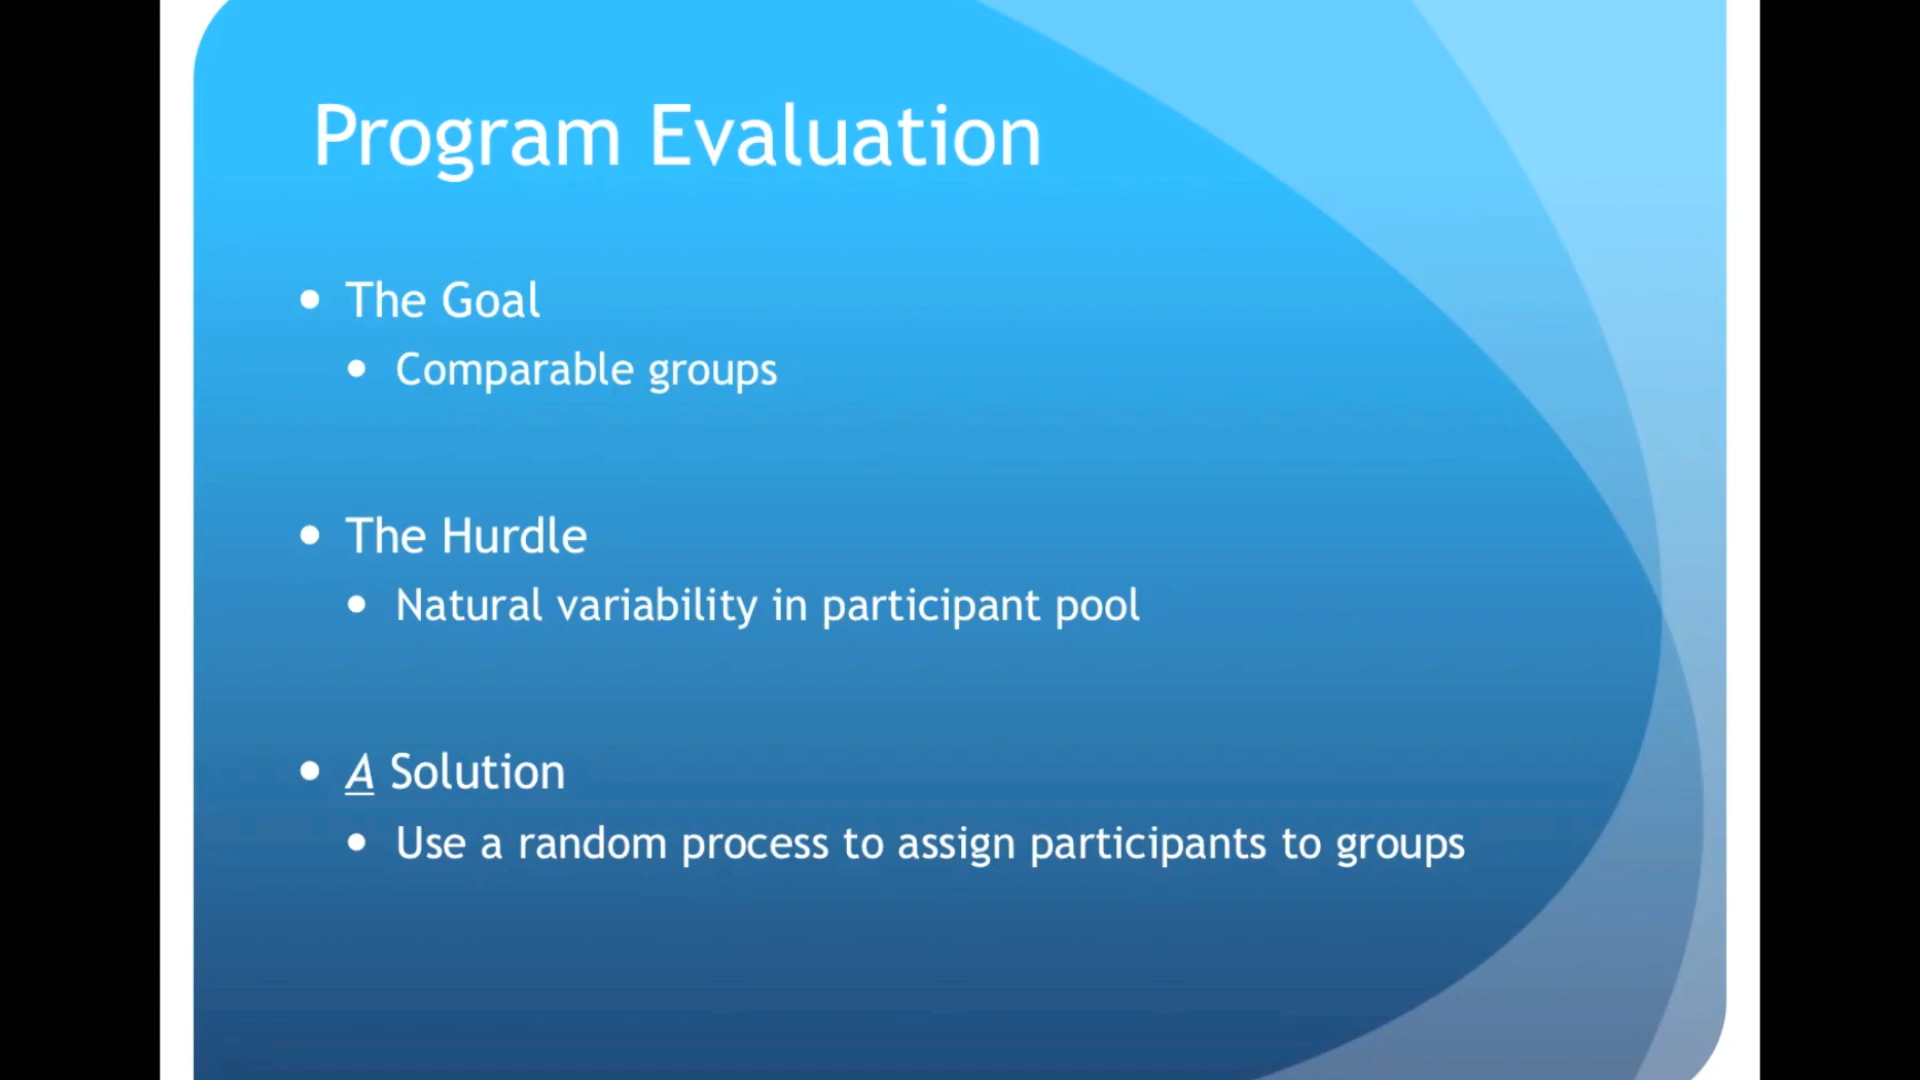 Program Evaluation
• The Goal
• Comparable groups
• The Hurdle
• Natural variability in participant pool
• A Solution
• Use a random process to assign participants to groups